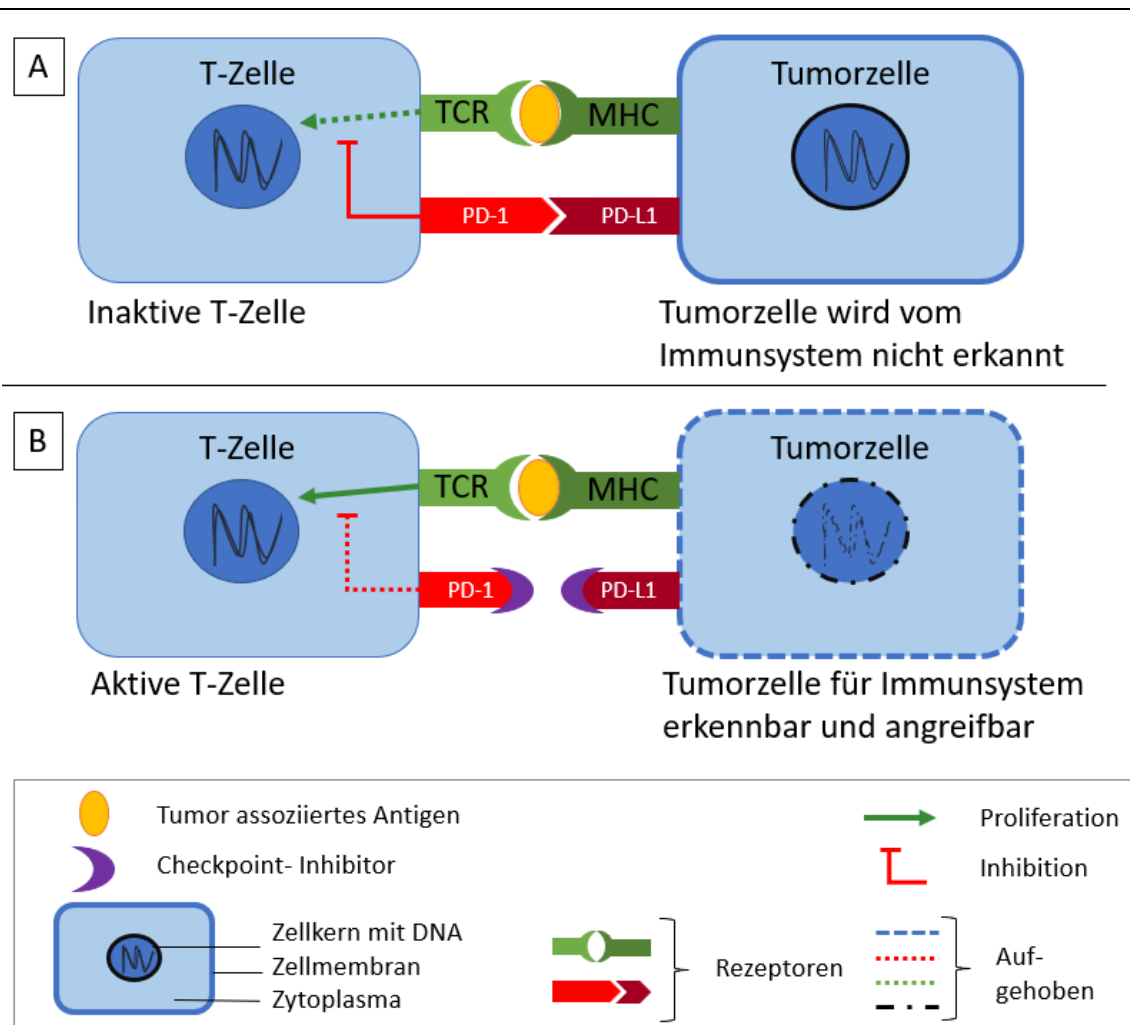 A
T-Zelle
Tumorzelle
TCR
MHC
PD-1
PD-L1
Inaktive T-Zelle
Tumorzelle wird vom
Immunsystem nicht erkannt
B
T-Zelle
Tumorzelle
TCR
MHC
PD-1
PD-L1
Aktive T-Zelle
Tumorzelle für Immunsystem
erkennbar und angreifbar
Tumor assoziiertes Antigen
Checkpoint- Inhibitor
Zellkern mit DNA
Zellmembran
Zytoplasma
Rezeptoren
Proliferation
Inhibition
Auf-
gehoben